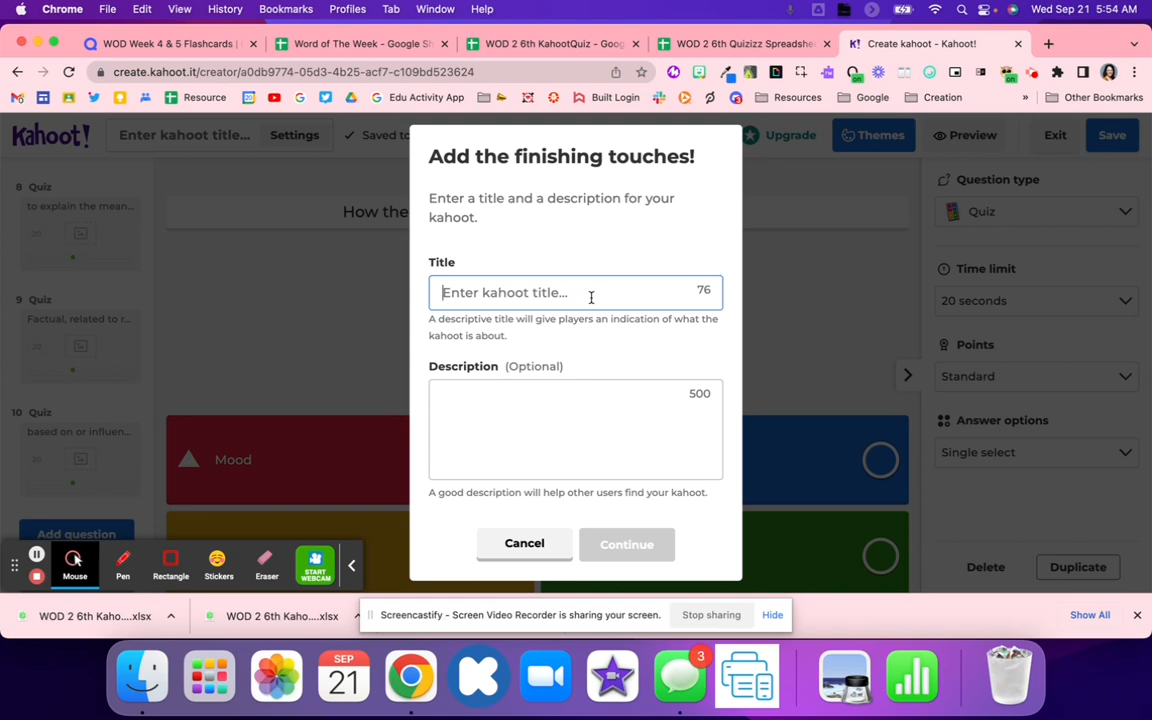 Chrome File Edit View History Bookmarks Profiles Tab Window Help Wed Sep 21 5:54 AM
WOD Week 4 & 5 Flashcards |
Word of The Week - Google Sh
WOD 2 6th KahootQuiz - Goog
WOD 2 6th Quizizz Spreadshe
K! Create kahoot - Kahoot!
create.kahoot.it/creator/a0db9774-05d3-4b25-acf7-c109bd523624
Resource
Edu Activity App
Built Login
Resources
Google
Creation
»
Other Bookmarks
Kahoot!
Enter kahoot title...
Settings
Saved to
Upgrade
Themes
Preview
Exit
Save
8 Quiz
to explain the mean...
20
9 Quiz
Factual, related to r...
20
10 Quiz
based on or influen...
20
Add question
How the
Mood
Add the finishing touches!
Enter a title and a description for your
kahoot.
Title
Enter kahoot title...
76
A descriptive title will give players an indication of what the
kahoot is about.
Description (Optional)
500
A good description will help other users find your kahoot.
Cancel
Continue
Question type
Quiz
Time limit
20 seconds
Points
Standard
Answer options
Single select
Delete
Duplicate
Mouse
Pen
Rectangle
Stickers
Eraser
START
WEBCAM
WOD 2 6th Kaho....xlsx
WOD 2 6th Kaho....xlsx
Screencastify - Screen Video Recorder is sharing your screen.
Stop sharing
Hide
Show All
SEP
21
3